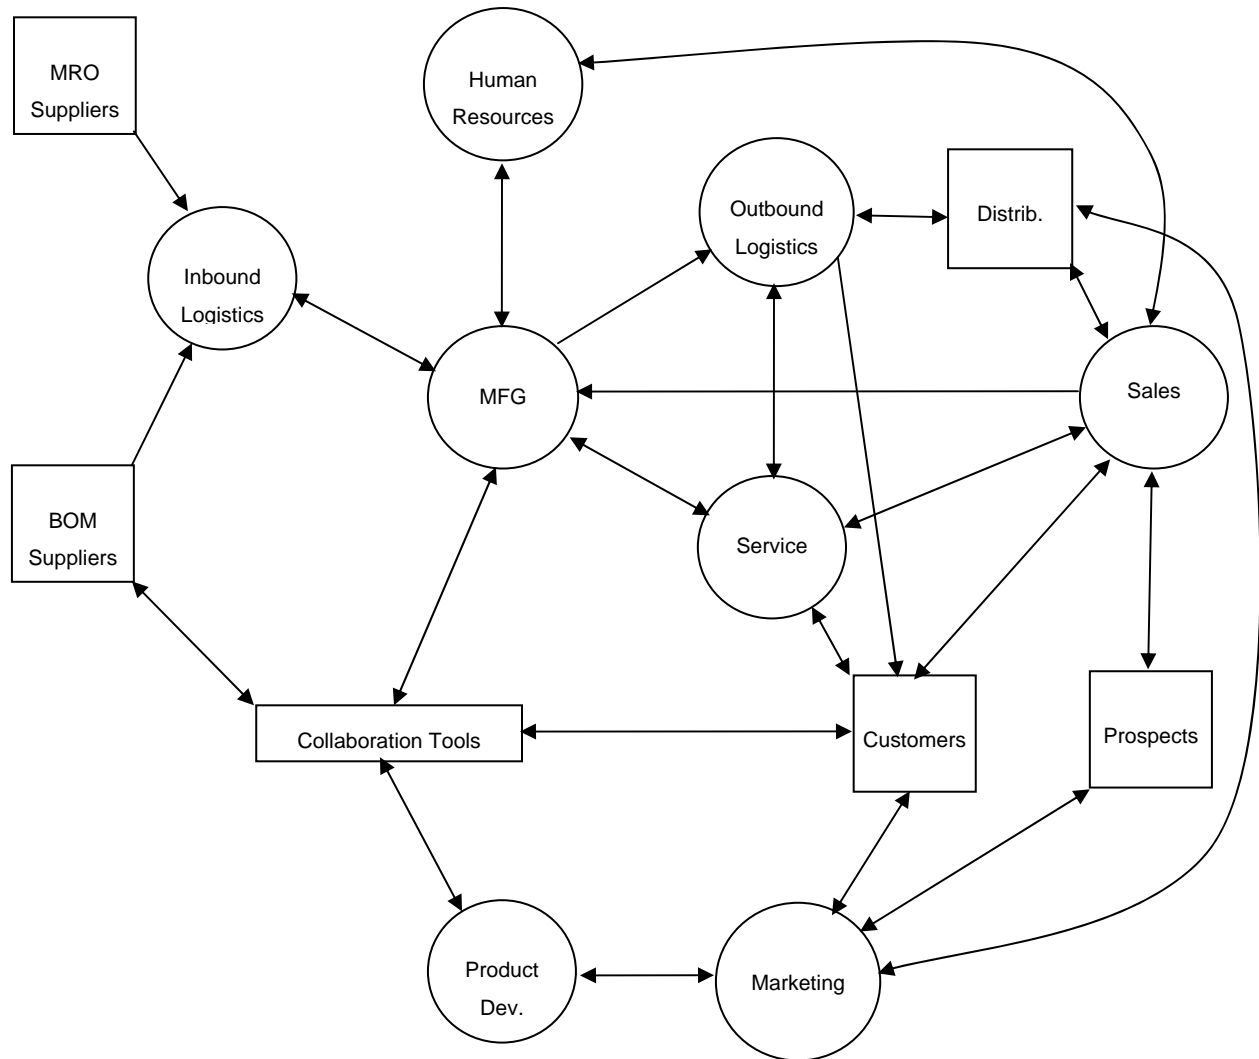 MRO
Suppliers
Human
Resources
Outbound
Logistics
Distrib.
Inbound
Logistics
MFG
Sales
BOM
Suppliers
Service
Collaboration Tools
Customers
Prospects
Product
Dev.
Marketing